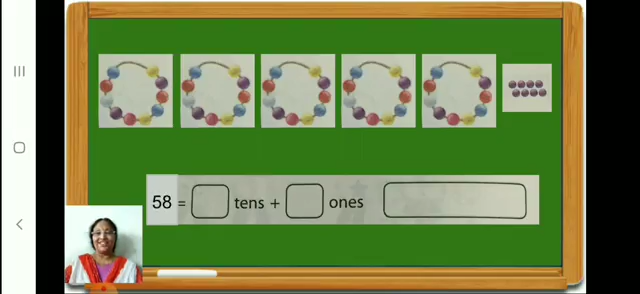 58 = tens + ones